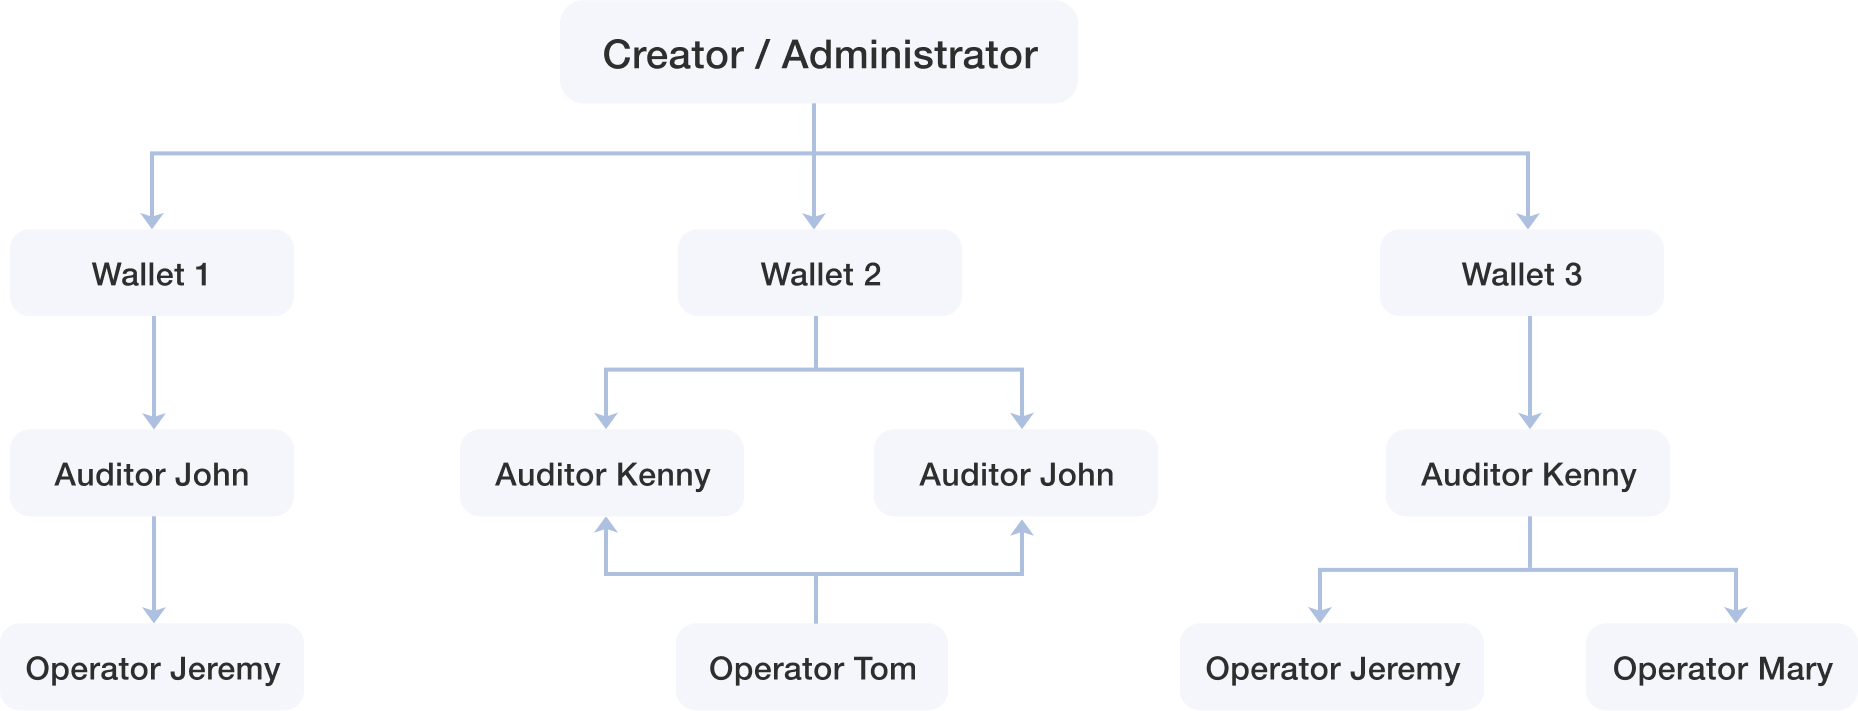 Creator / Administrator
Wallet 1
Wallet 2
Wallet 3
Auditor John
Auditor Kenny
Auditor John
Auditor Kenny
Operator Jeremy
Operator Tom
Operator Jeremy
Operator Mary